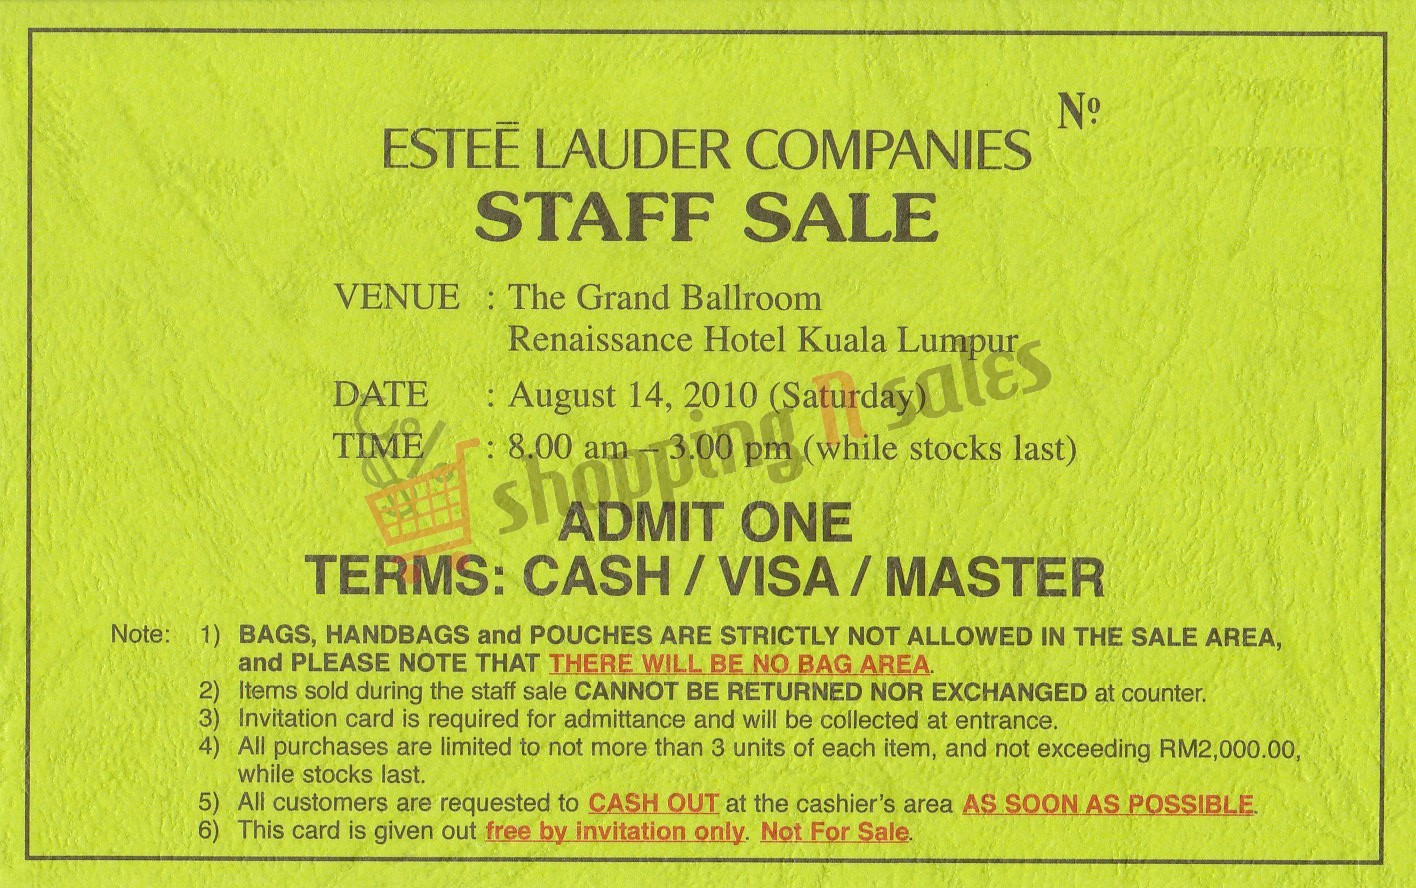 Nº
ESTEĒ LAUDER COMPANIES
STAFF SALE
VENUE : The Grand Ballroom
Renaissance Hotel Kuala Lumpur
DATE : August 14, 2010 (Saturday)
TIME : 8.00 am – 3.00 pm (while stocks last)
shopping n sales
ADMIT ONE
TERMS: CASH / VISA / MASTER
Note: 1) BAGS, HANDBAGS and POUCHES ARE STRICTLY NOT ALLOWED IN THE SALE AREA,
and PLEASE NOTE THAT THERE WILL BE NO BAG AREA.
2) Items sold during the staff sale CANNOT BE RETURNED NOR EXCHANGED at counter.
3) Invitation card is required for admittance and will be collected at entrance.
4) All purchases are limited to not more than 3 units of each item, and not exceeding RM2,000.00,
while stocks last.
5) All customers are requested to CASH OUT at the cashier's area AS SOON AS POSSIBLE.
6) This card is given out free by invitation only. Not For Sale.